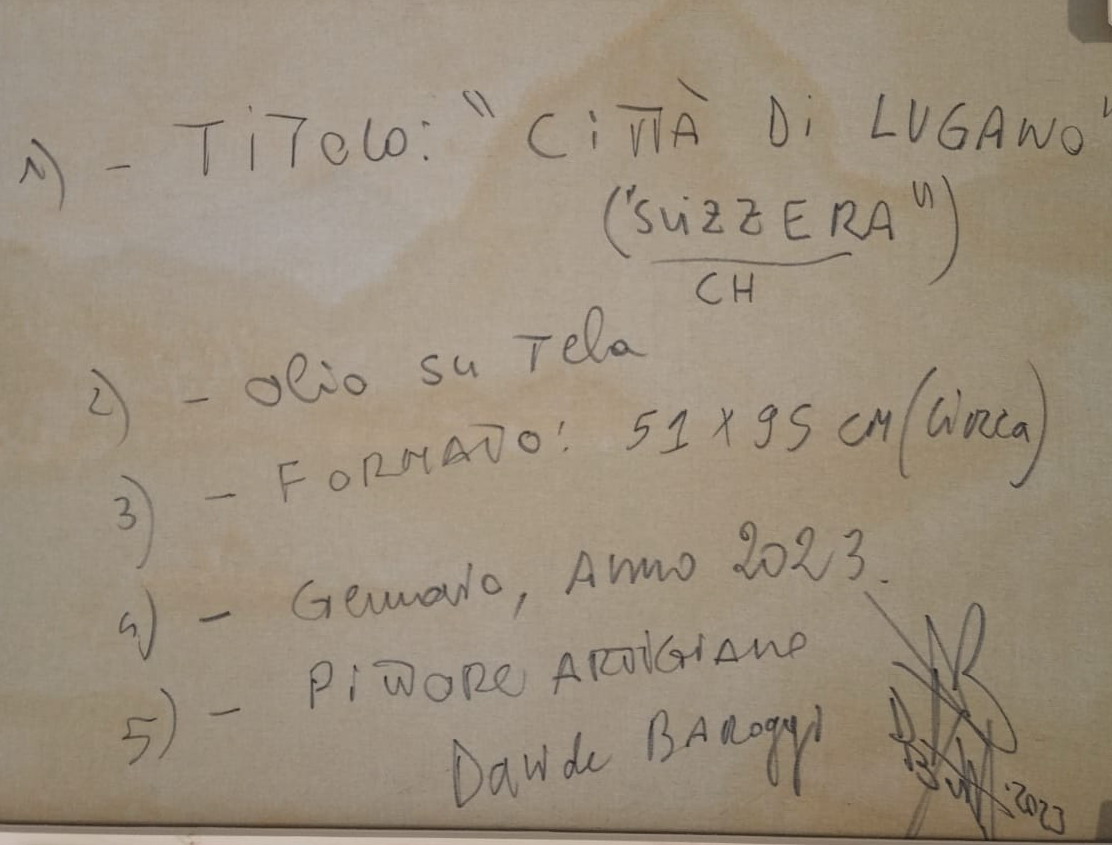 1) - TiTolo: "CiTTÀ Di LUGANO"
("SUiZZERA")
CH
2) - olio su Tela
3) - FORMATO: 51 x 95 CM (Circa)
4) - Gennaio, Anno 2023.
5) - PiTTORE ARTiGiANO
Davide BARoggi
2023